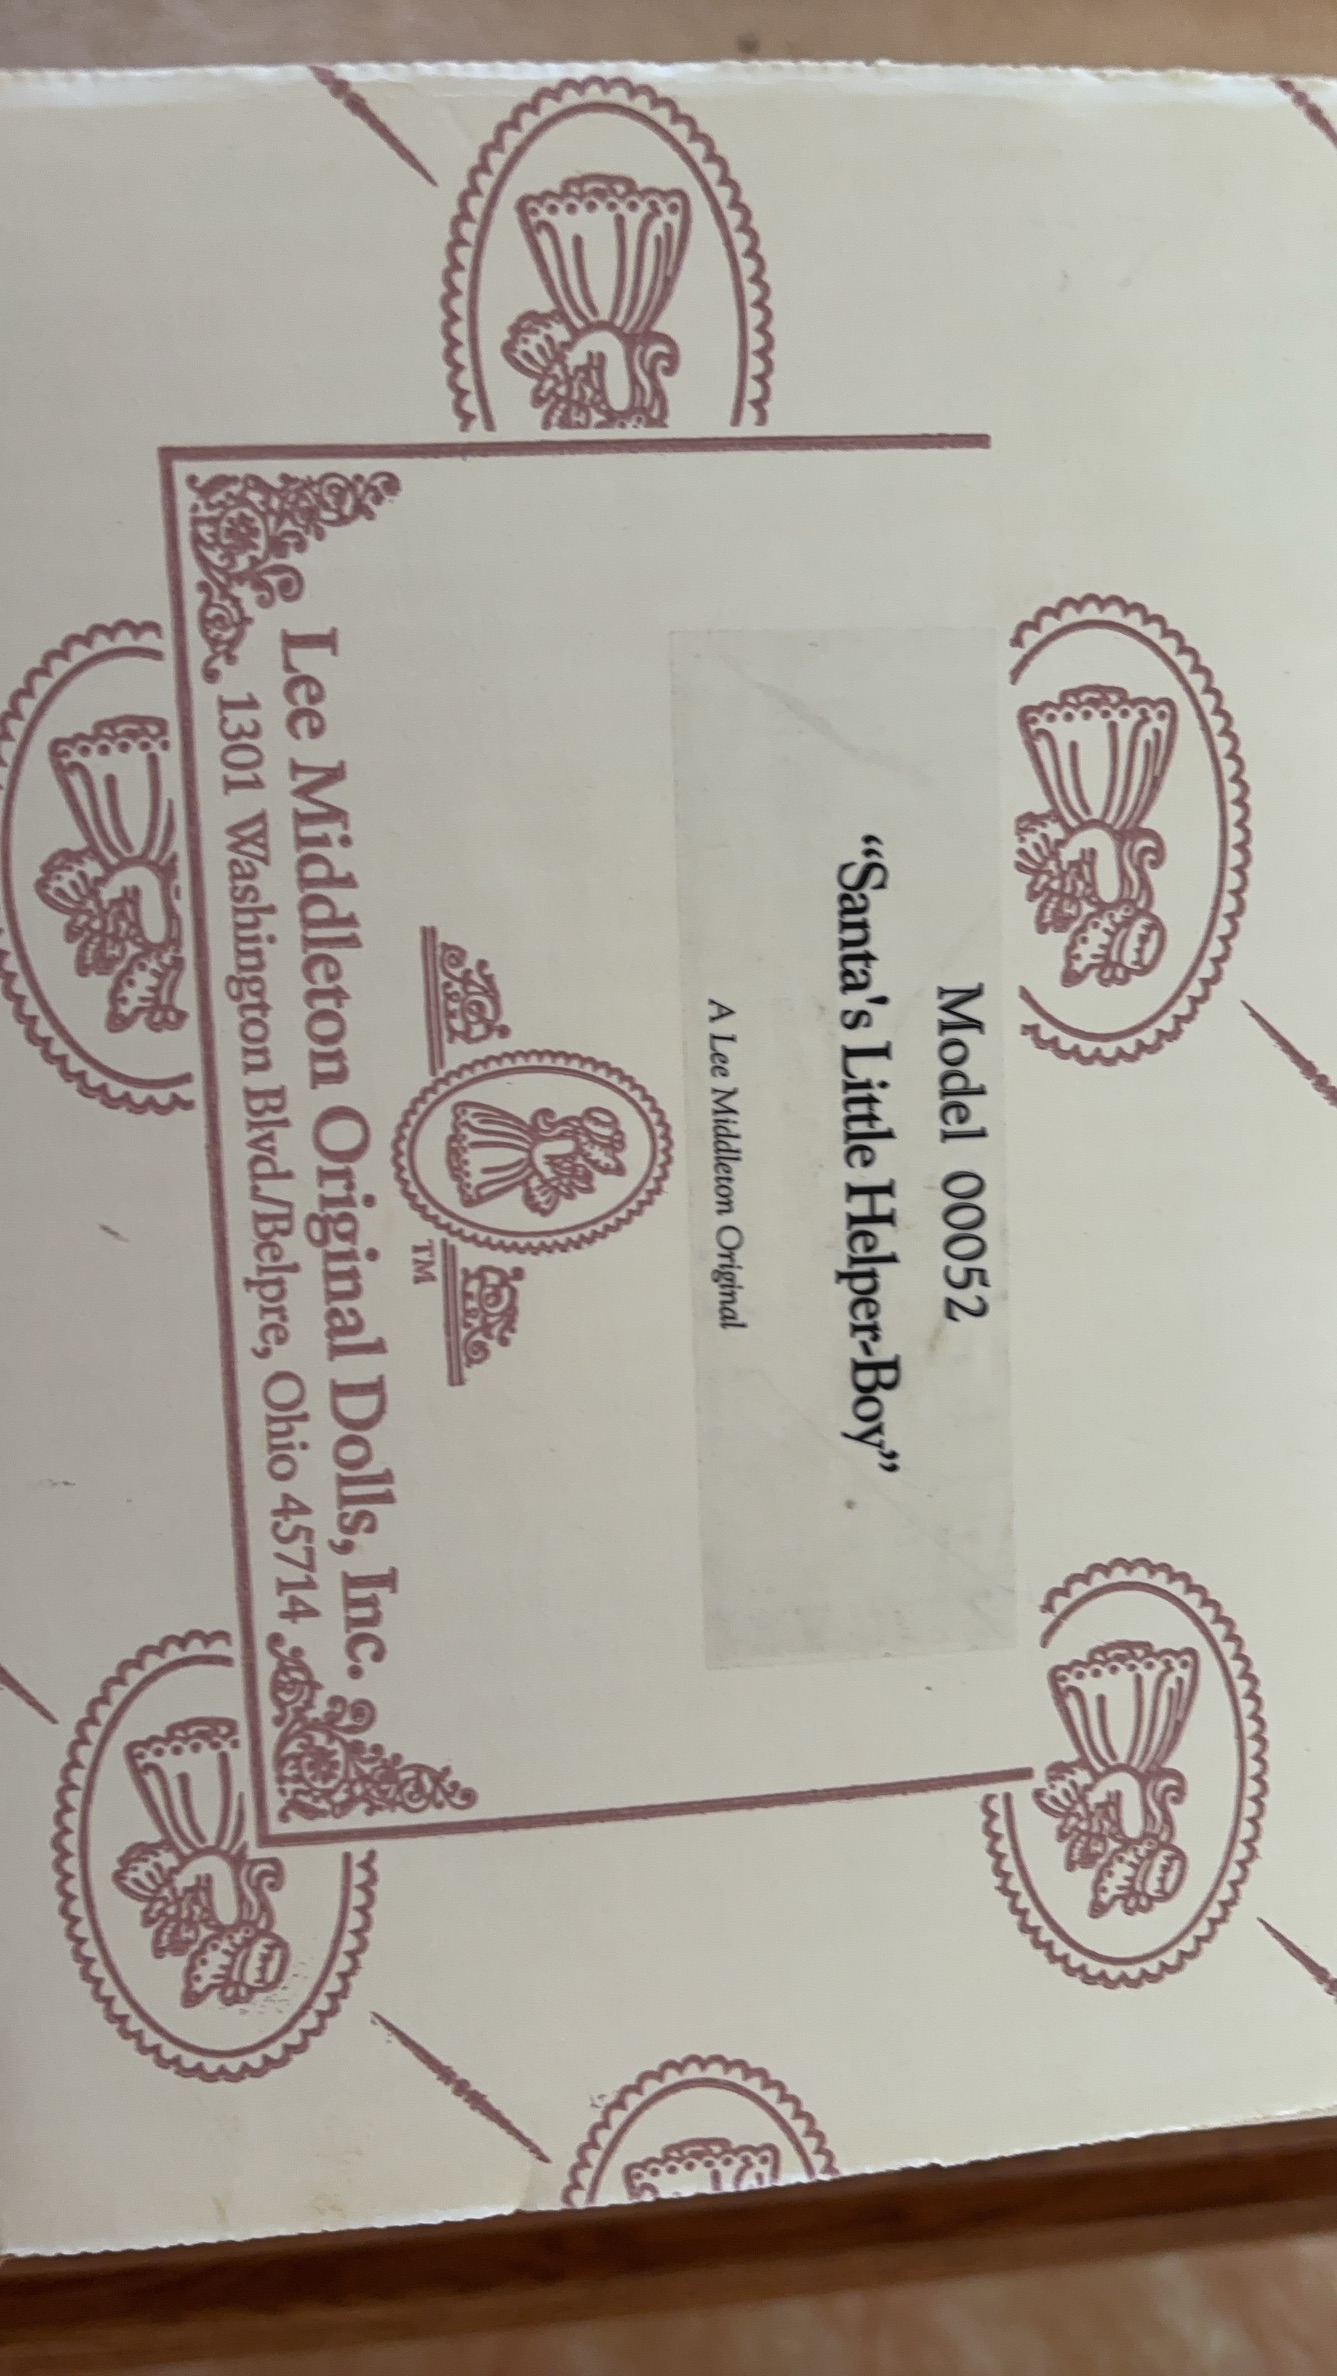 Model 00052
“Santa's Little Helper-Boy”
A Lee Middleton Original
TM
Lee Middleton Original Dolls, Inc.
1301 Washington Blvd./Belpre, Ohio 45714